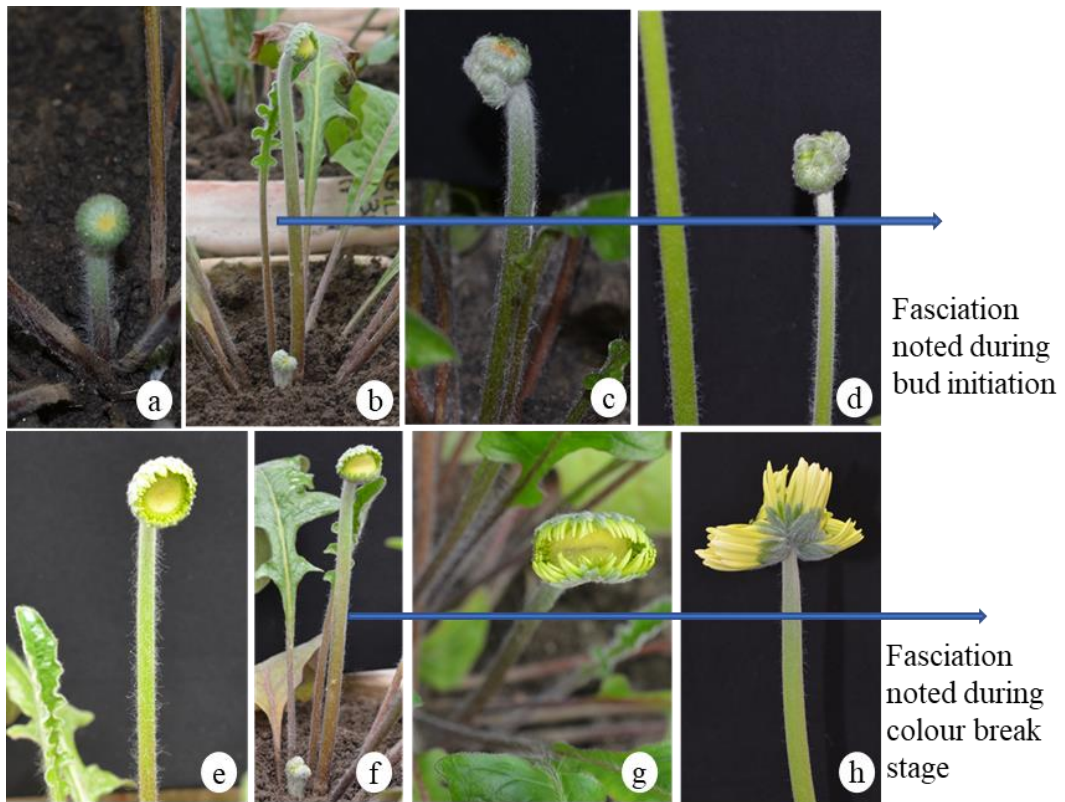 a
b
c
d
Fasciation
noted during
bud initiation
e
f
g
h
Fasciation
noted during
colour break
stage